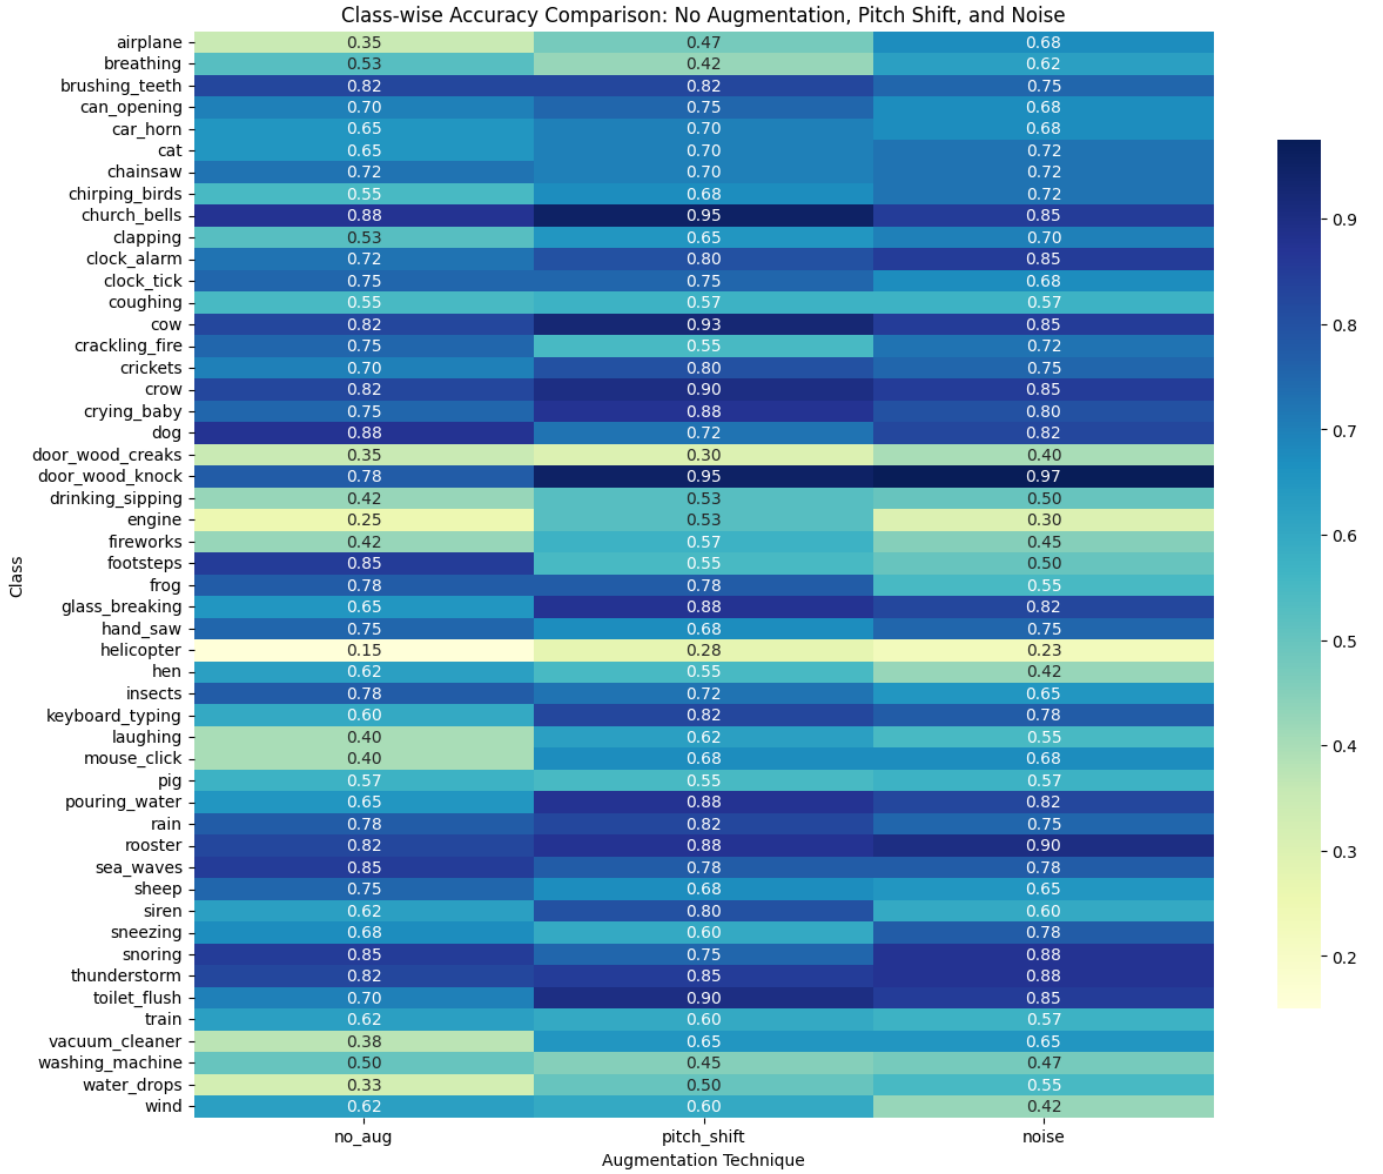 Class-wise Accuracy Comparison: No Augmentation, Pitch Shift, and Noise
airplane 0.35 0.47 0.68
breathing 0.53 0.42 0.62
brushing_teeth 0.82 0.82 0.75
can_opening 0.70 0.75 0.68
car_horn 0.65 0.70 0.68
cat 0.65 0.70 0.72
chainsaw 0.72 0.70 0.72
chirping_birds 0.55 0.68 0.72
church_bells 0.88 0.95 0.85
clapping 0.53 0.65 0.70
clock_alarm 0.72 0.80 0.85
clock_tick 0.75 0.75 0.68
coughing 0.55 0.57 0.57
cow 0.82 0.93 0.85
crackling_fire 0.75 0.55 0.72
crickets 0.70 0.80 0.75
crow 0.82 0.90 0.85
crying_baby 0.75 0.88 0.80
dog 0.88 0.72 0.82
door_wood_creaks 0.35 0.30 0.40
door_wood_knock 0.78 0.95 0.97
drinking_sipping 0.42 0.53 0.50
engine 0.25 0.53 0.30
fireworks 0.42 0.57 0.45
footsteps 0.85 0.55 0.50
frog 0.78 0.78 0.55
glass_breaking 0.65 0.88 0.82
hand_saw 0.75 0.68 0.75
helicopter 0.15 0.28 0.23
hen 0.62 0.55 0.42
insects 0.78 0.72 0.65
keyboard_typing 0.60 0.82 0.78
laughing 0.40 0.62 0.55
mouse_click 0.40 0.68 0.68
pig 0.57 0.55 0.57
pouring_water 0.65 0.88 0.82
rain 0.78 0.82 0.75
rooster 0.82 0.88 0.90
sea_waves 0.85 0.78 0.78
sheep 0.75 0.68 0.65
siren 0.62 0.80 0.60
sneezing 0.68 0.60 0.78
snoring 0.85 0.75 0.88
thunderstorm 0.82 0.85 0.88
toilet_flush 0.70 0.90 0.85
train 0.62 0.60 0.57
vacuum_cleaner 0.38 0.65 0.65
washing_machine 0.50 0.45 0.47
water_drops 0.33 0.50 0.55
wind 0.62 0.60 0.42
no_aug pitch_shift noise
Augmentation Technique
Class
0.9
0.8
0.7
0.6
0.5
0.4
0.3
0.2